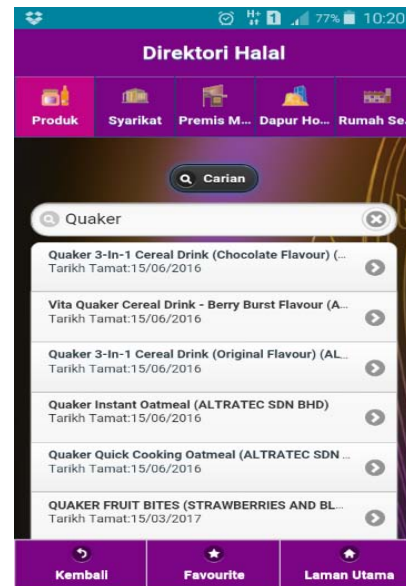 H+ 1 77% 10:20
Direktori Halal
Produk Syarikat Premis M... Dapur Ho... Rumah Se.
Carian
Quaker
Quaker 3-In-1 Cereal Drink (Chocolate Flavour) (...
Tarikh Tamat:15/06/2016
Vita Quaker Cereal Drink - Berry Burst Flavour (A...
Tarikh Tamat:15/06/2016
Quaker 3-In-1 Cereal Drink (Original Flavour) (AL...
Tarikh Tamat:15/06/2016
Quaker Instant Oatmeal (ALTRATEC SDN BHD)
Tarikh Tamat:15/06/2016
Quaker Quick Cooking Oatmeal (ALTRATEC SDN ...
Tarikh Tamat:15/06/2016
QUAKER FRUIT BITES (STRAWBERRIES AND BL...
Tarikh Tamat:15/03/2017
Kembali Favourite Laman Utama